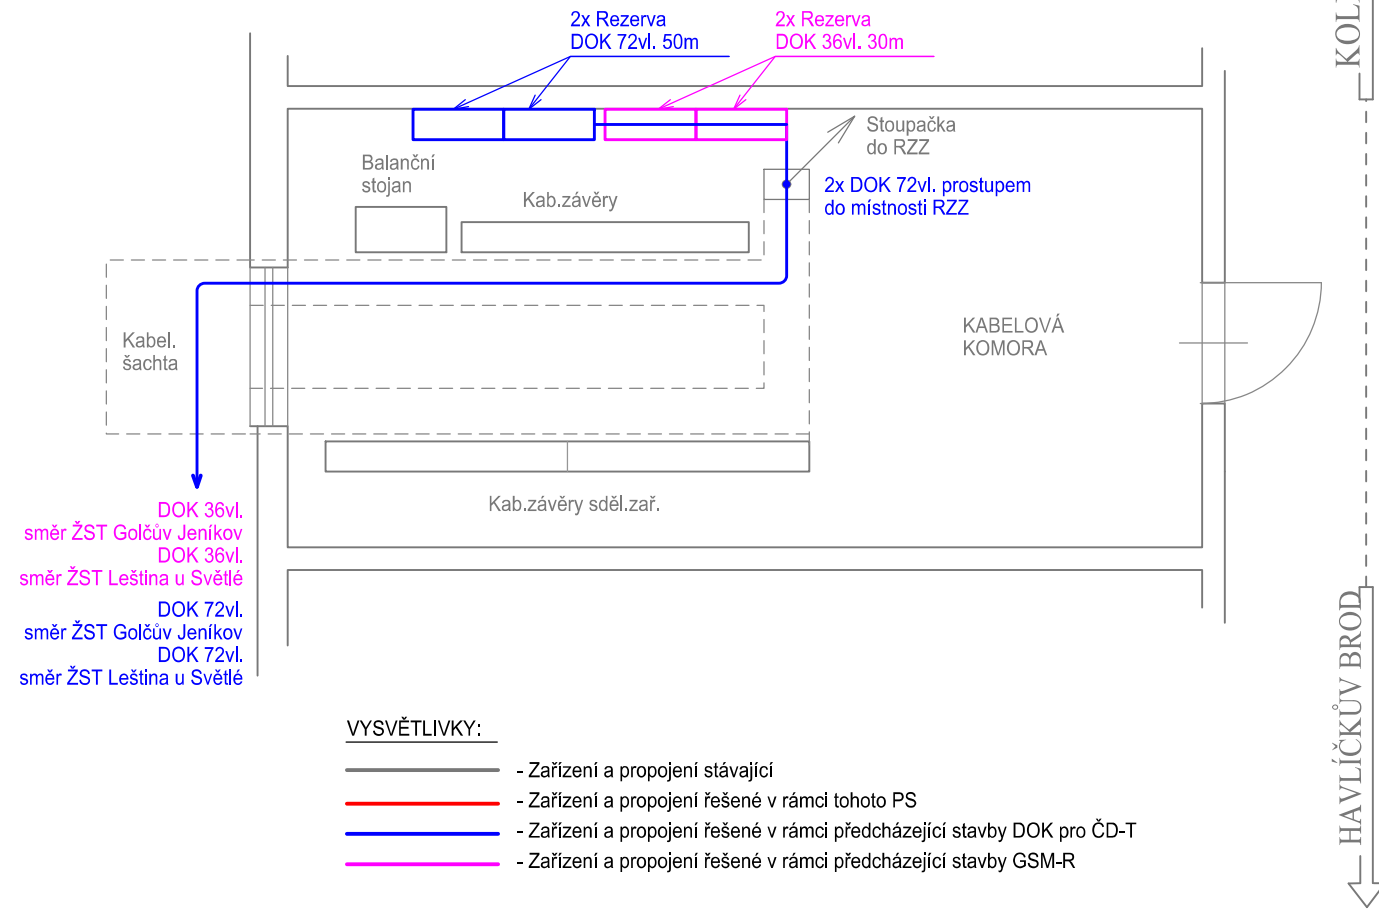 2x Rezerva
DOK 72vl. 50m
2x Rezerva
DOK 36vl. 30m
Stoupačka
do RZZ
2x DOK 72vl. prostupem
do místnosti RZZ
Balanční
stojan
Kab.závěry
Kabel.
šachta
KABELOVÁ
KOMORA
Kab.závěry sděl.zař.
DOK 36vl.
směr ŽST Golčův Jeníkov
DOK 36vl.
směr ŽST Leština u Světlé
DOK 72vl.
směr ŽST Golčův Jeníkov
DOK 72vl.
směr ŽST Leština u Světlé
HAVLÍČKŮV BROD
VYSVĚTLIVKY:
- Zařízení a propojení stávající
- Zařízení a propojení řešené v rámci tohoto PS
- Zařízení a propojení řešené v rámci předcházející stavby DOK pro ČD-T
- Zařízení a propojení řešené v rámci předcházející stavby GSM-R